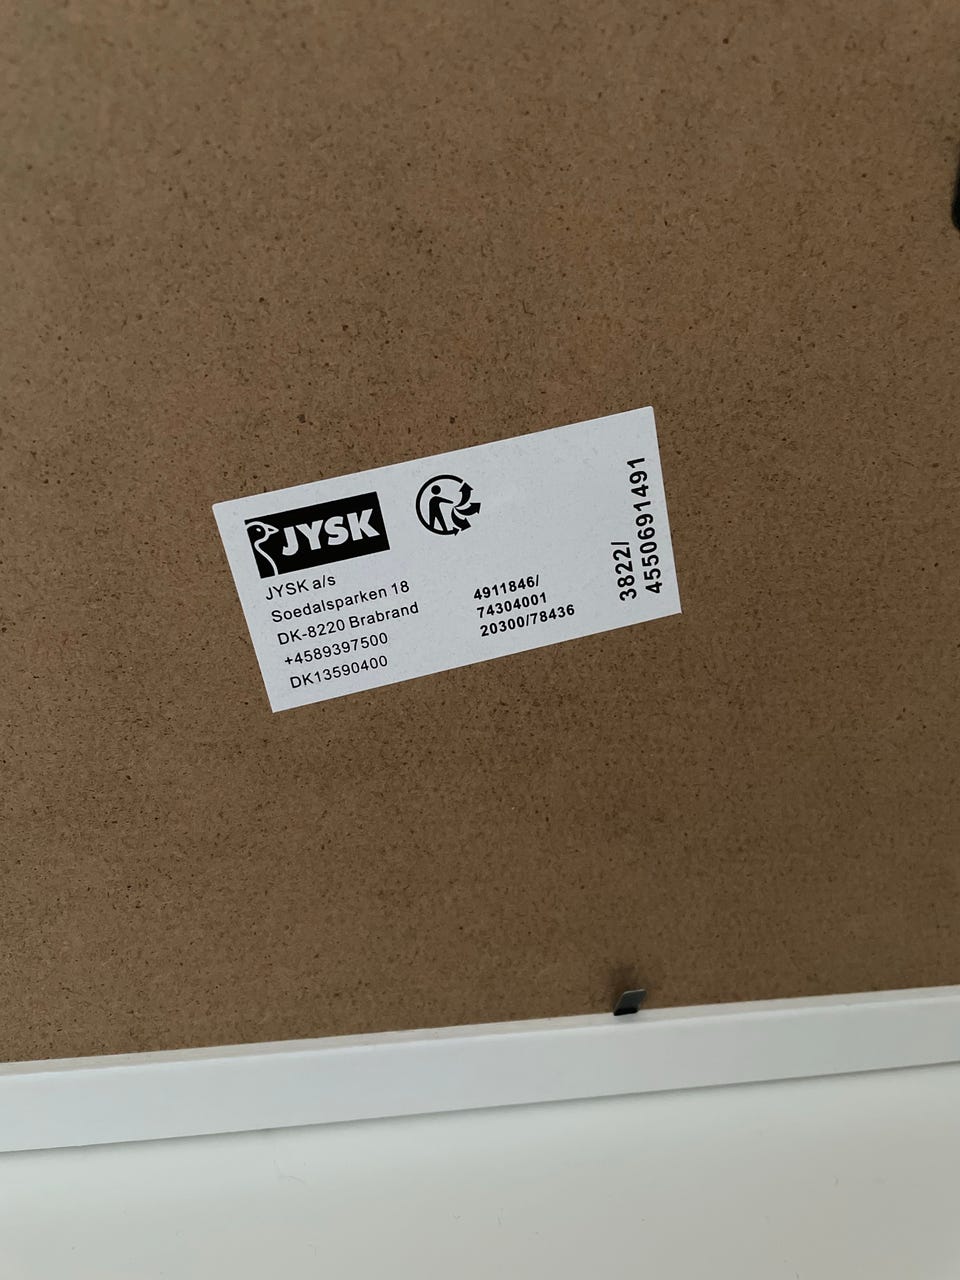 JYSK
JYSK a/s
Soedalsparken 18
DK-8220 Brabrand
+4589397500
DK13590400
4911846/
74304001
20300/78436
3822/
4550691491